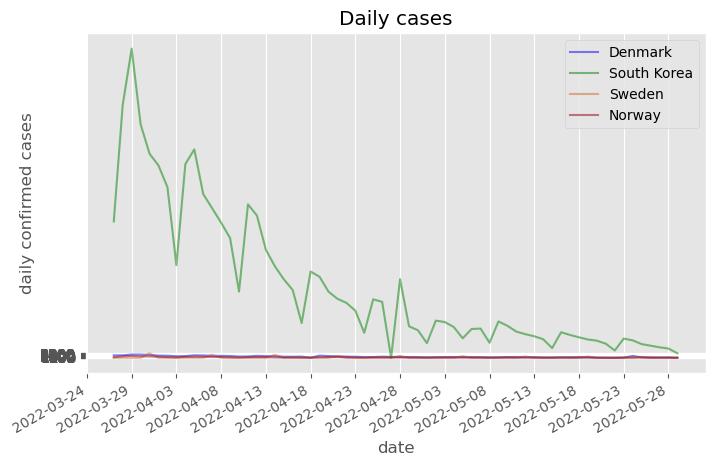 Daily cases
Denmark
South Korea
Sweden
Norway
daily confirmed cases
2022-03-24
2022-03-29
2022-04-03
2022-04-08
2022-04-13
2022-04-18
2022-04-23
2022-04-28
2022-05-03
2022-05-08
2022-05-13
2022-05-18
2022-05-23
2022-05-28
date